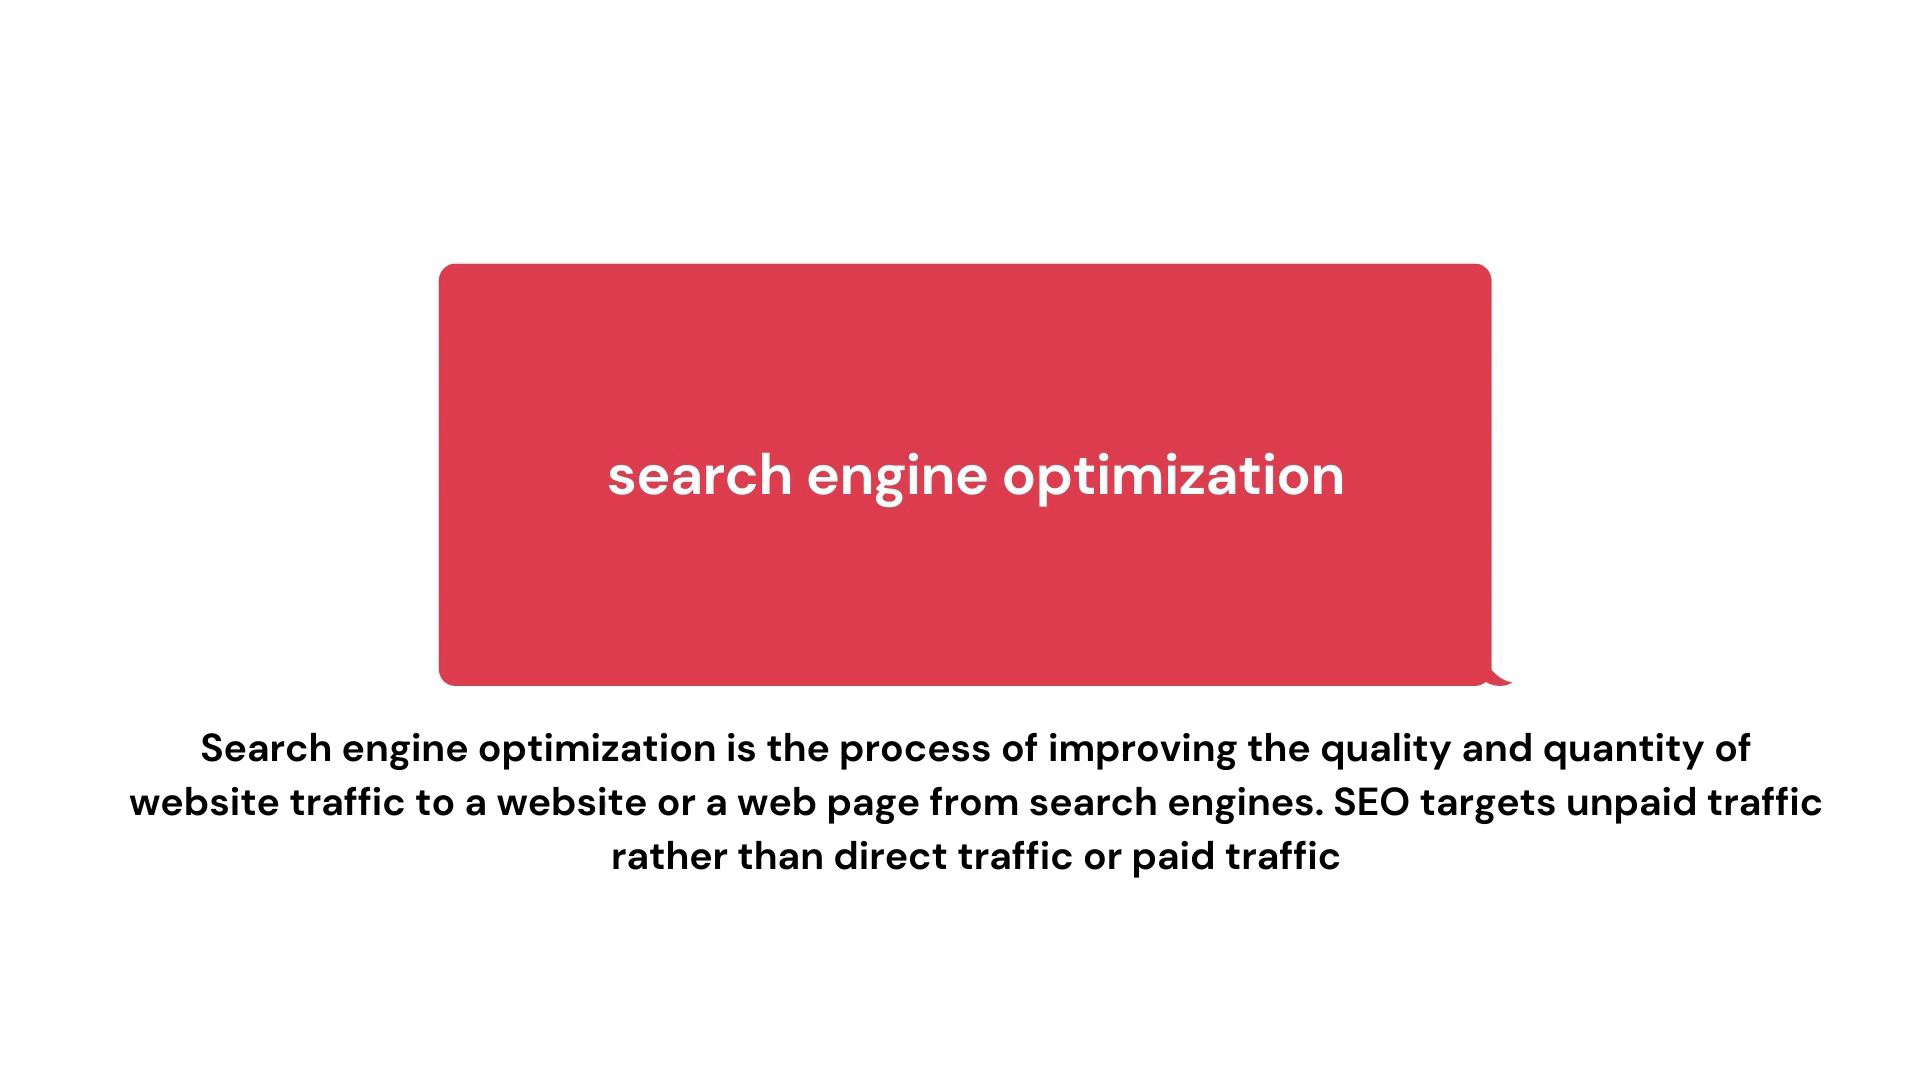 search engine optimization
Search engine optimization is the process of improving the quality and quantity of
website traffic to a website or a web page from search engines. SEO targets unpaid traffic
rather than direct traffic or paid traffic